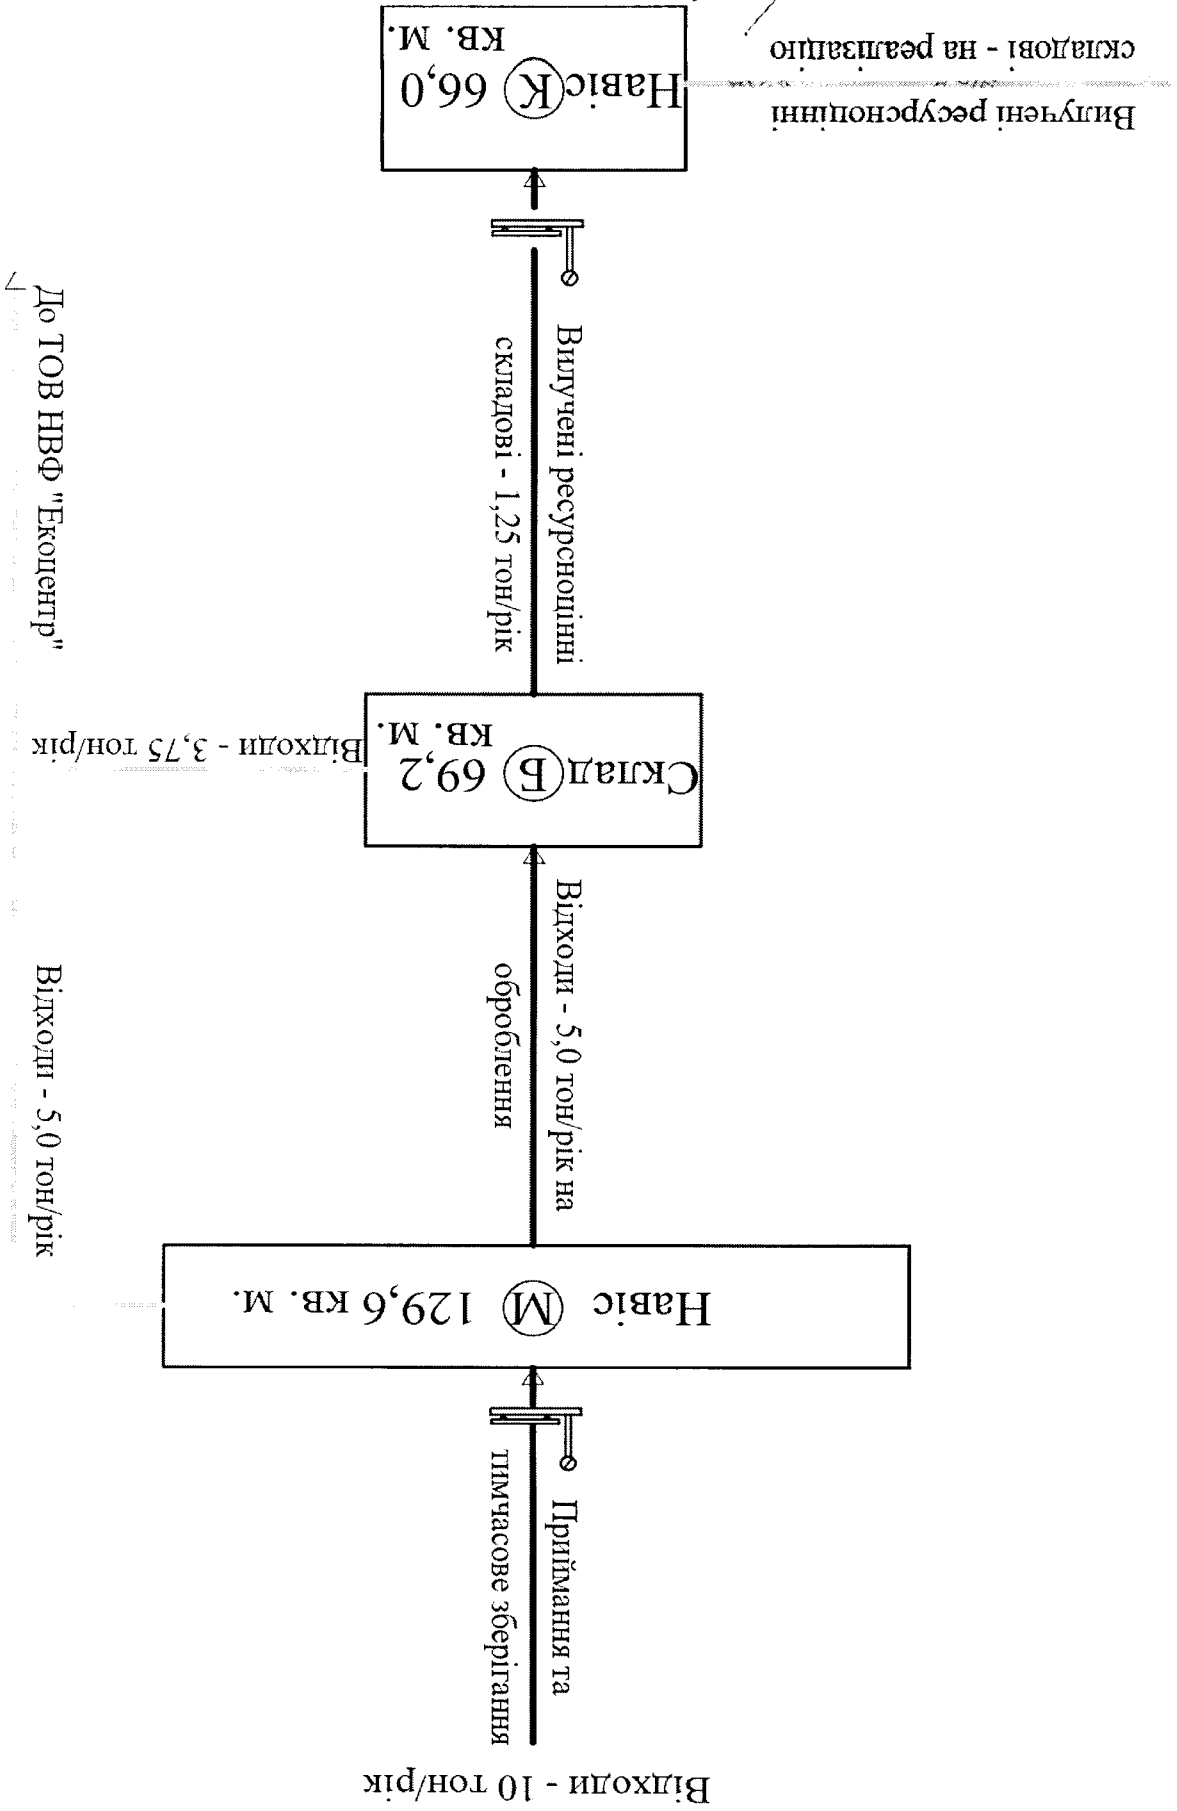 Відходи - 10 тон/рік
Приймання та
тимчасове зберігання
Навіс М 129,6 кв. м.
Відходи - 5,0 тон/рік
Відходи - 5,0 тон/рік на
оброблення
Склад Б 69,2
кв. м.
Відходи - 3,75 тон/рік
До ТОВ НВФ "Екоцентр"
Вилучені ресурсноцінні
складові - 1,25 тон/рік
Навіс К 66,0
кв. м.
Вилучені ресурсноцінні
складові - на реалізацію